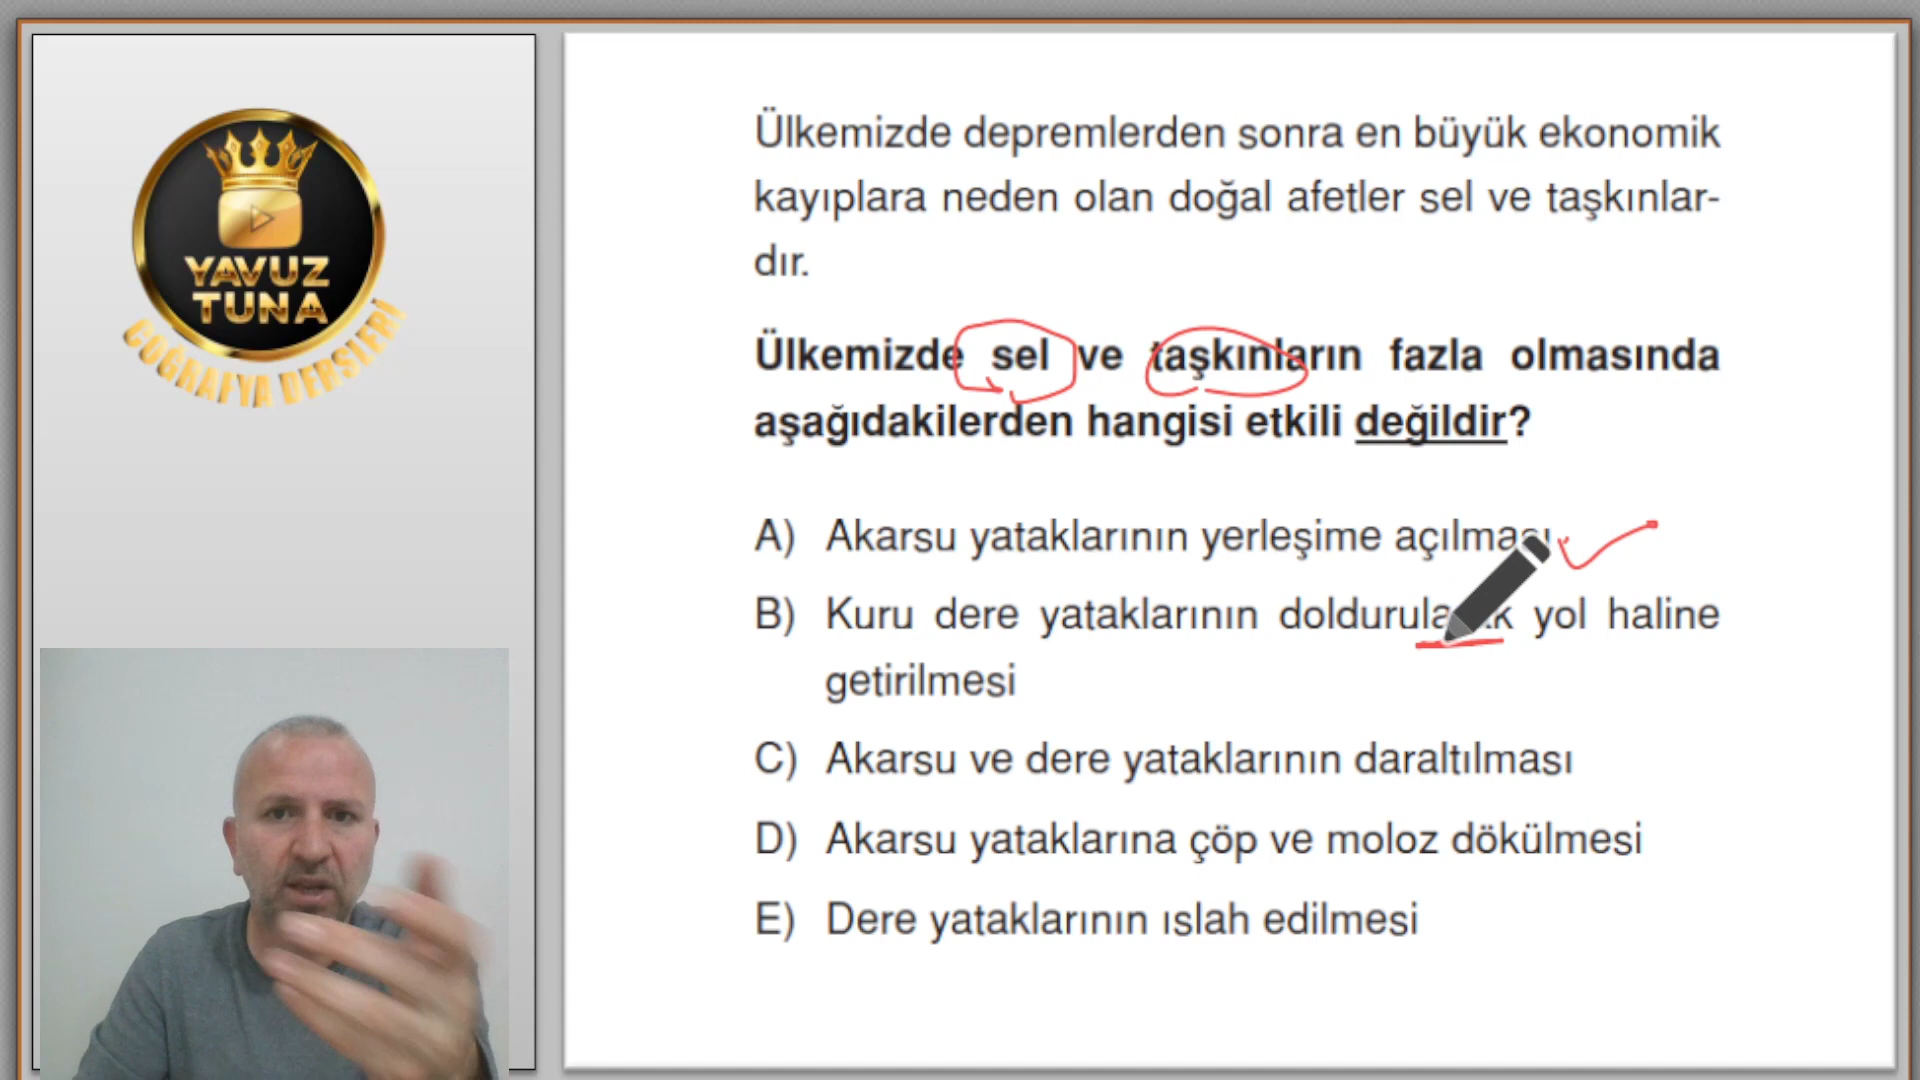 YAVUZ
TUNA
COĞRAFYA DERSLERİ
Ülkemizde depremlerden sonra en büyük ekonomik
kayıplara neden olan doğal afetler sel ve taşkınlar-
dır.
Ülkemizde sel ve taşkınların fazla olmasında
aşağıdakilerden hangisi etkili değildir?
A) Akarsu yataklarının yerleşime açılması
B) Kuru dere yataklarının doldurularak yol haline
getirilmesi
C) Akarsu ve dere yataklarının daraltılması
D) Akarsu yataklarına çöp ve moloz dökülmesi
E) Dere yataklarının ıslah edilmesi